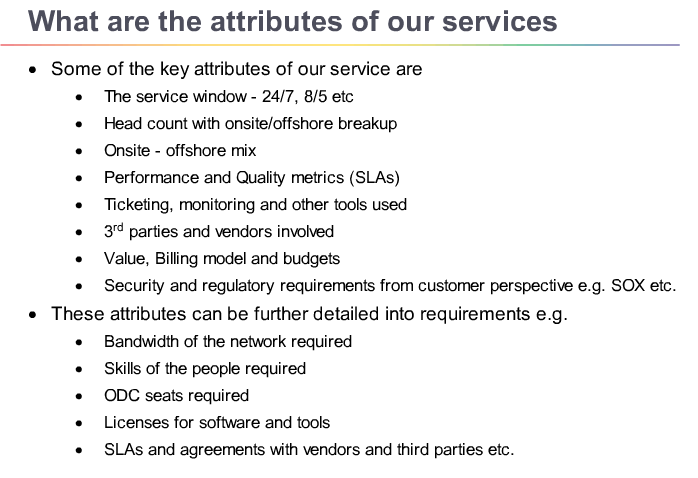 What are the attributes of our services
• Some of the key attributes of our service are
• The service window - 24/7, 8/5 etc
• Head count with onsite/offshore breakup
• Onsite - offshore mix
• Performance and Quality metrics (SLAs)
• Ticketing, monitoring and other tools used
• 3rd parties and vendors involved
• Value, Billing model and budgets
• Security and regulatory requirements from customer perspective e.g. SOX etc.
• These attributes can be further detailed into requirements e.g.
• Bandwidth of the network required
• Skills of the people required
• ODC seats required
• Licenses for software and tools
• SLAs and agreements with vendors and third parties etc.